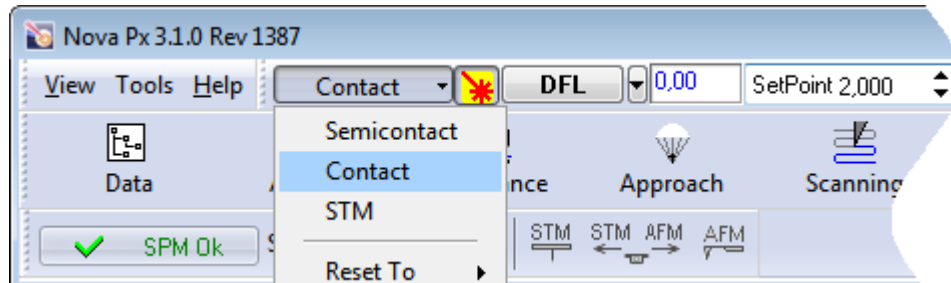 Nova Px 3.1.0 Rev 1387
View Tools Help Contact DFL 0,00 SetPoint 2,000
Semicontact
Contact
STM
Reset To
Data Approach Scanning
SPM Ok STM STM AFM AFM